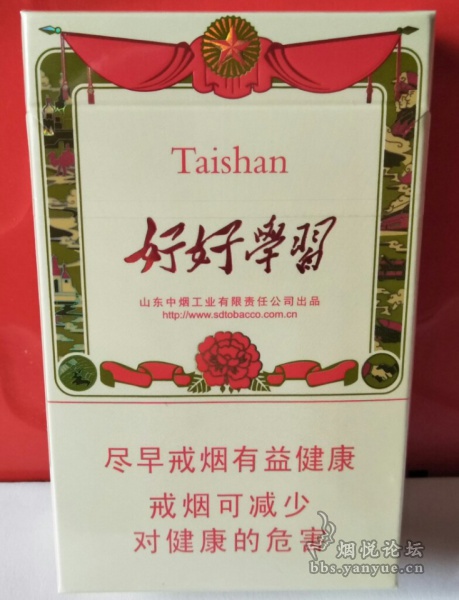 Taishan
好好學習
山东中烟工业有限责任公司出品
http://www.sdtobacco.com.cn
尽早戒烟有益健康
戒烟可减少
对健康的危害
烟悦论坛
bbs.yanyue.cn